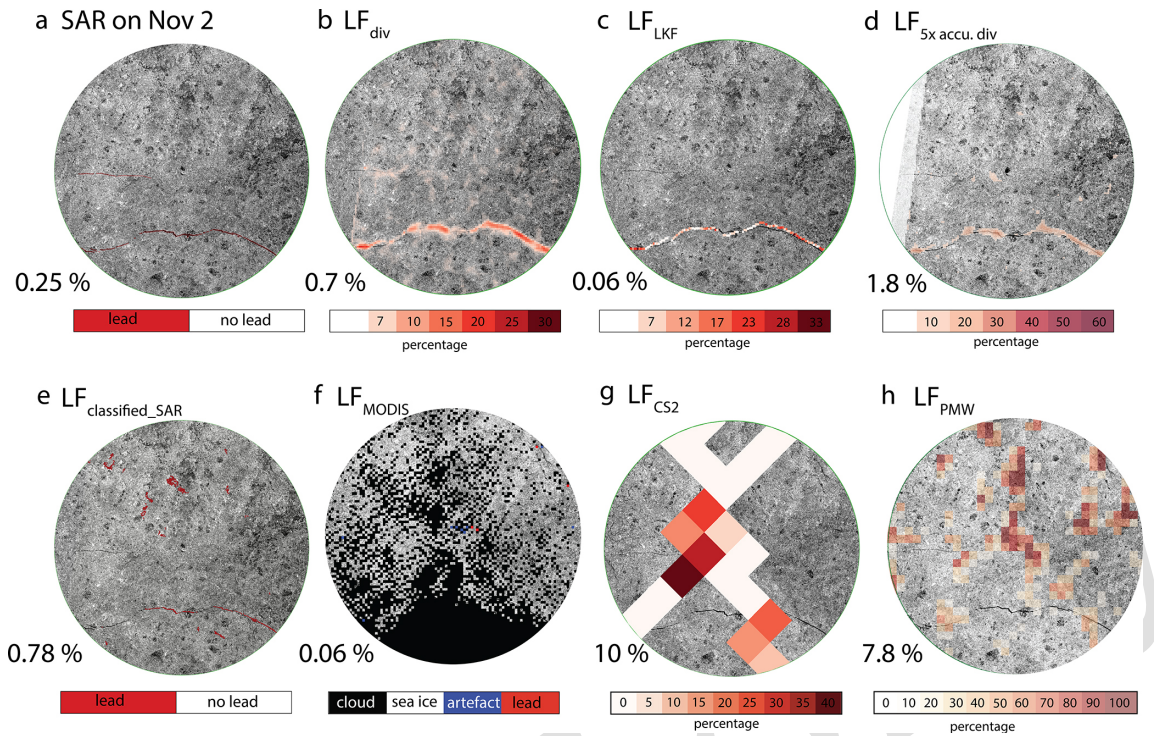 a SAR on Nov 2
b LFdiv
c LFLKF
d LF5x accu. div
0.25 %
0.7 %
0.06 %
1.8 %
lead no lead
7 10 15 20 25 30
7 12 17 23 28 33
10 20 30 40 50 60
percentage
percentage
percentage
e LFclassified_SAR
f LFMODIS
g LFCS2
h LFPMW
0.78 %
0.06 %
10 %
7.8 %
lead no lead
cloud sea ice artefact lead
0 5 10 15 20 25 30 35 40
0 10 20 30 40 50 60 70 80 90 100
percentage
percentage